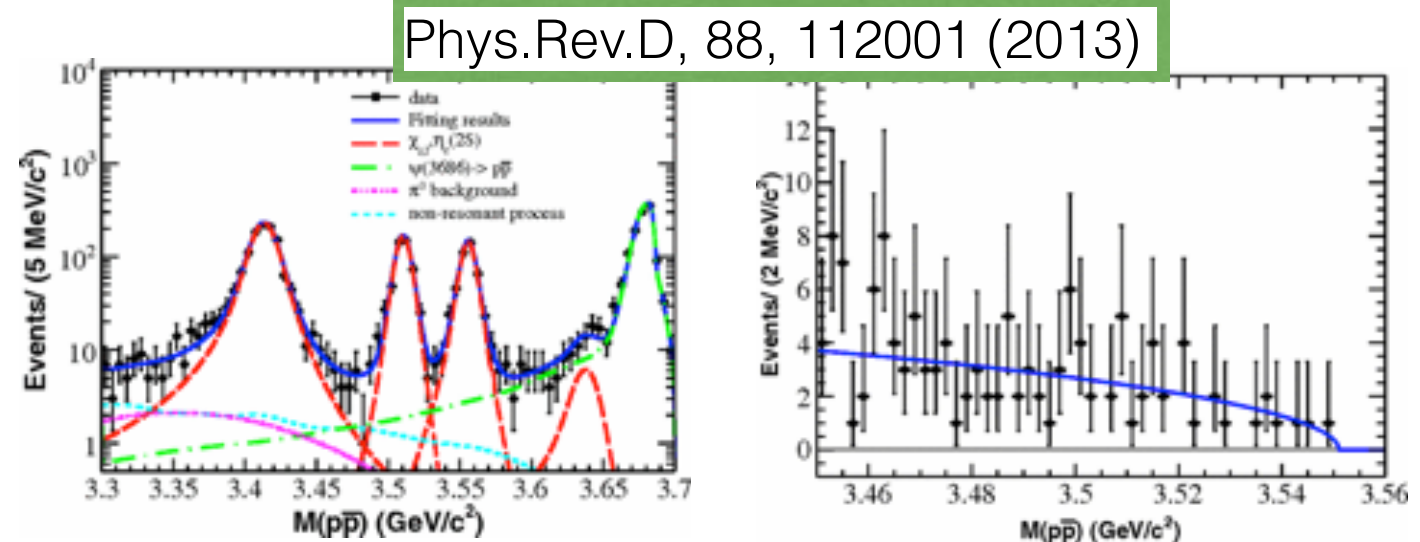 Phys.Rev.D, 88, 112001 (2013)
data
Fitting results
χcJ,ηc(2S)
ψ(3686)-> pp̅
π⁰ background
non-resonant process
10⁴
10³
10²
10
1
Events/ (5 MeV/c²)
3.3 3.35 3.4 3.45 3.5 3.55 3.6 3.65 3.7
M(pp̅) (GeV/c²)
12
10
8
6
4
2
0
Events/ (2 MeV/c²)
3.46 3.48 3.5 3.52 3.54 3.56
M(pp̅) (GeV/c²)